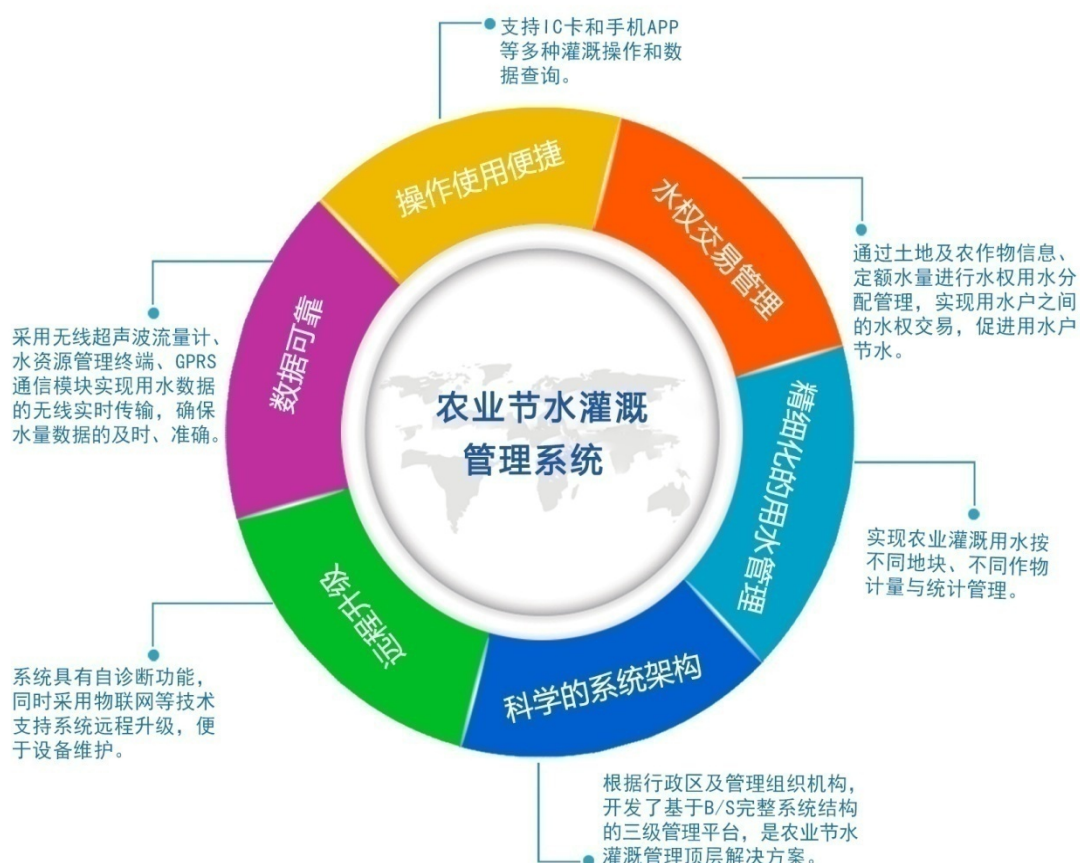 支持IC卡和手机APP
等多种灌溉操作和数
据查询。
操作使用便捷
水权交易管理
通过土地及农作物信息、
定额水量进行水权用水分
配管理，实现用水户之间
的水权交易，促进用水户
节水。
数据可靠
采用无线超声波流量计、
水资源管理终端、GPRS
通信模块实现用水数据
的无线实时传输，确保
水量数据的及时、准确。
农业节水灌溉
管理系统
精细化的用水管理
实现农业灌溉用水按
不同地块、不同作物
计量与统计管理。
远程升级
系统具有自诊断功能，
同时采用物联网等技术
支持系统远程升级，便
于设备维护。
科学的系统架构
根据行政区及管理组织机构，
开发了基于B/S完整系统结构
的三级管理平台，是农业节水
灌溉管理顶层解决方案。